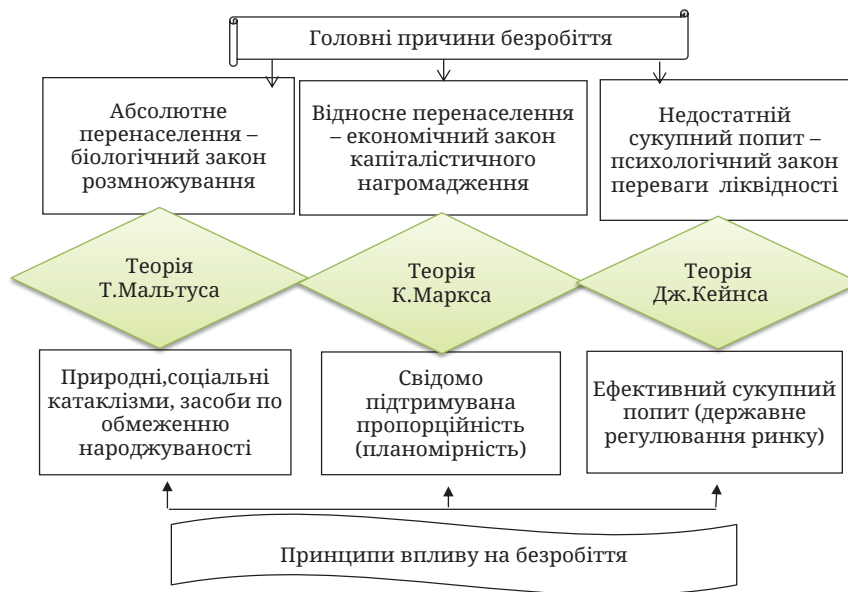 Головні причини безробіття
Абсолютне
перенаселення –
біологічний закон
розмножування
Відносне перенаселення
– економічний закон
капіталістичного
нагромадження
Недостатній
сукупний попит –
психологічний закон
переваги ліквідності
Теорія
Т.Мальтуса
Теорія
К.Маркса
Теорія
Дж.Кейнса
Природні,соціальні
катаклізми, засоби по
обмеженню
народжуваності
Свідомо
підтримувана
пропорційність
(планомірність)
Ефективний сукупний
попит (державне
регулювання ринку)
Принципи впливу на безробіття